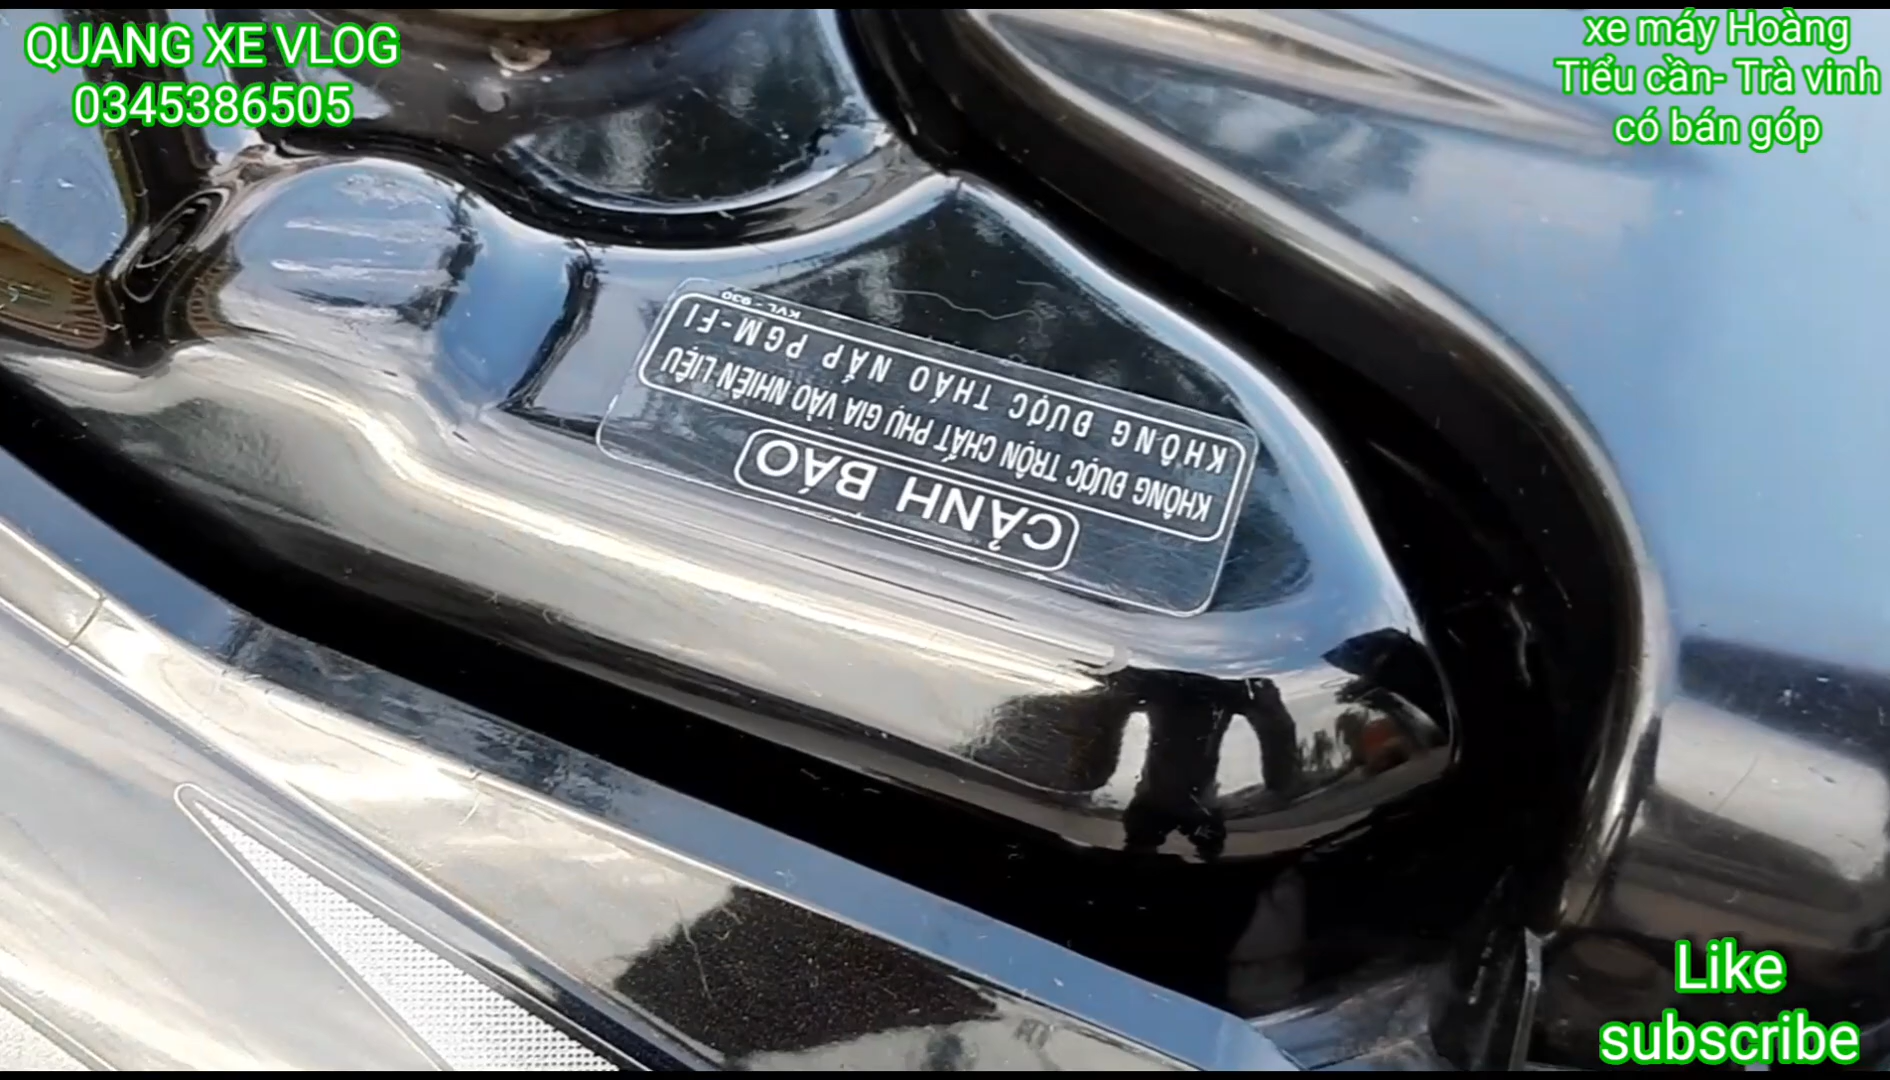 QUANG XE VLOG
0345386505
xe máy Hoàng
Tiểu cần- Trà vinh
có bán góp
CẢNH BÁO
KHÔNG ĐƯỢC TRỘN CHẤT PHỤ GIA VÀO NHIÊN LIỆU
KHÔNG ĐƯỢC THÁO NẮP PGM-FI
KVL - 930
Like
subscribe